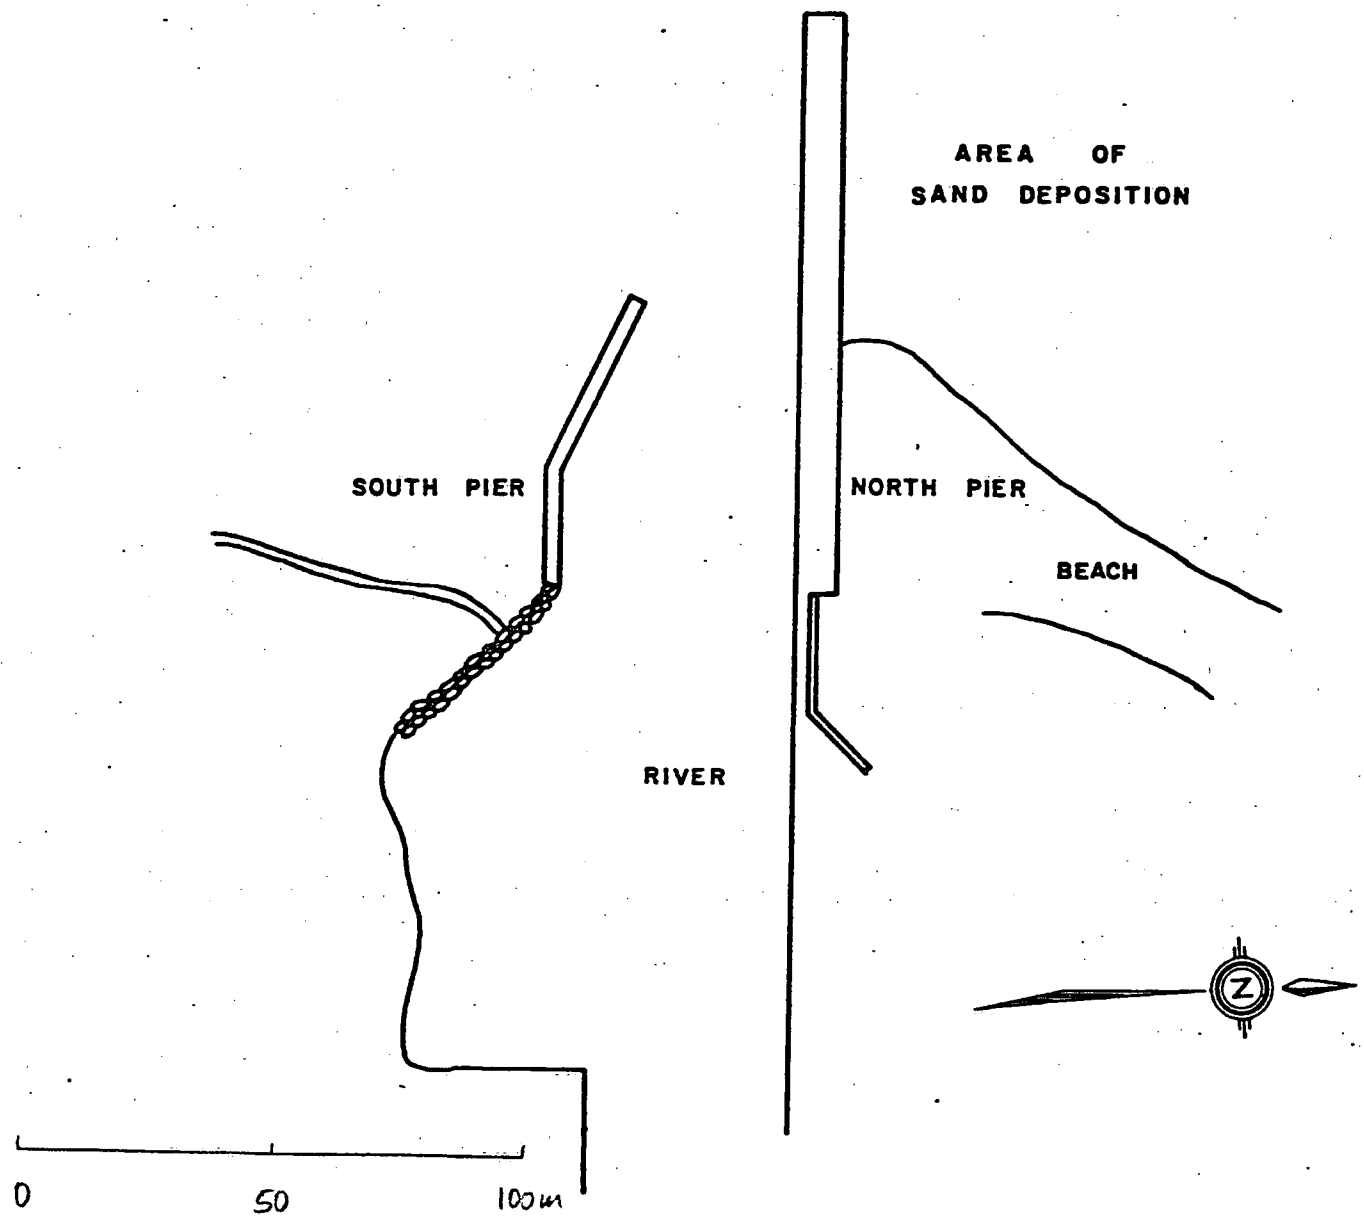 AREA OF
SAND DEPOSITION
SOUTH PIER
NORTH PIER
BEACH
RIVER
N
0 50 100m